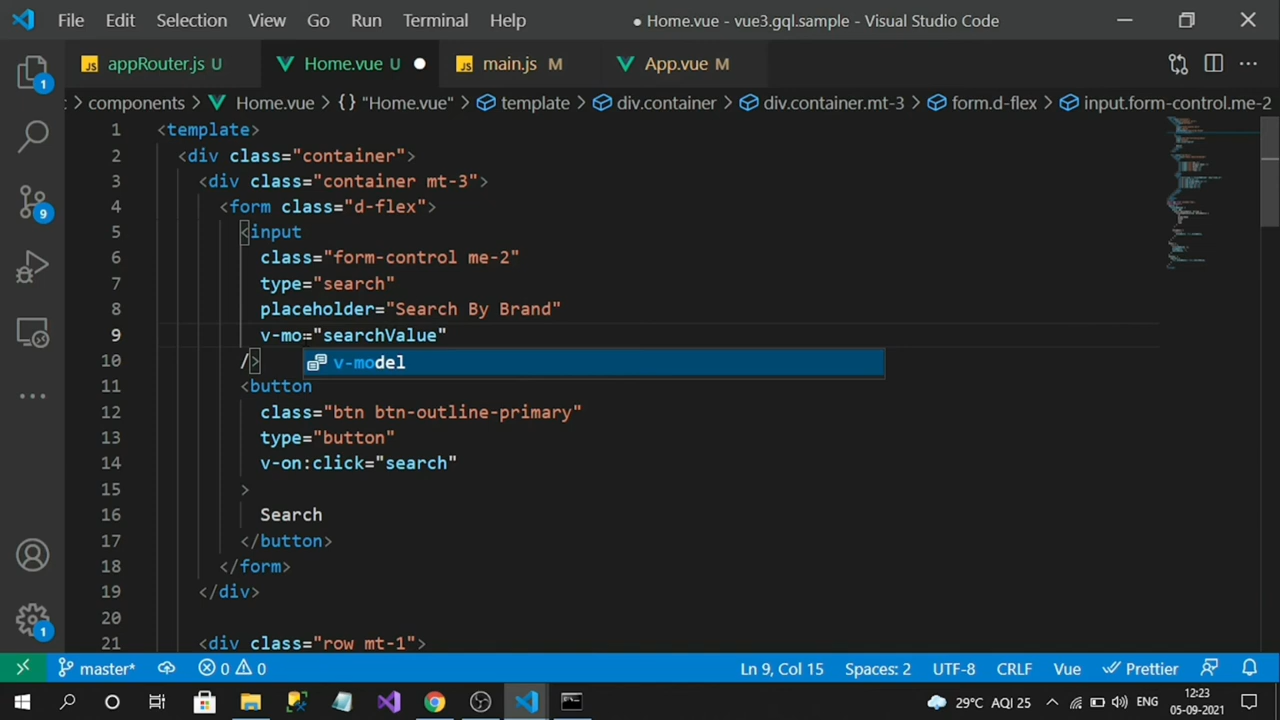 File Edit Selection View Go Run Terminal Help ● Home.vue - vue3.gql.sample - Visual Studio Code
JS appRouter.js U Home.vue U JS main.js M App.vue M
components > Home.vue > {} "Home.vue" > template > div.container > div.container.mt-3 > form.d-flex > input.form-control.me-2
1 <template>
2 <div class="container">
3 <div class="container mt-3">
4 <form class="d-flex">
5 <input
6 class="form-control me-2"
7 type="search"
8 placeholder="Search By Brand"
9 v-mo="searchValue"
10 />
v-model
11 <button
12 class="btn btn-outline-primary"
13 type="button"
14 v-on:click="search"
15 >
16 Search
17 </button>
18 </form>
19 </div>
20
21 <div class="row mt-1">
1
9
1
master* 0 0 Ln 9, Col 15 Spaces: 2 UTF-8 CRLF Vue Prettier
29°C AQI 25 ENG 12:23
05-09-2021